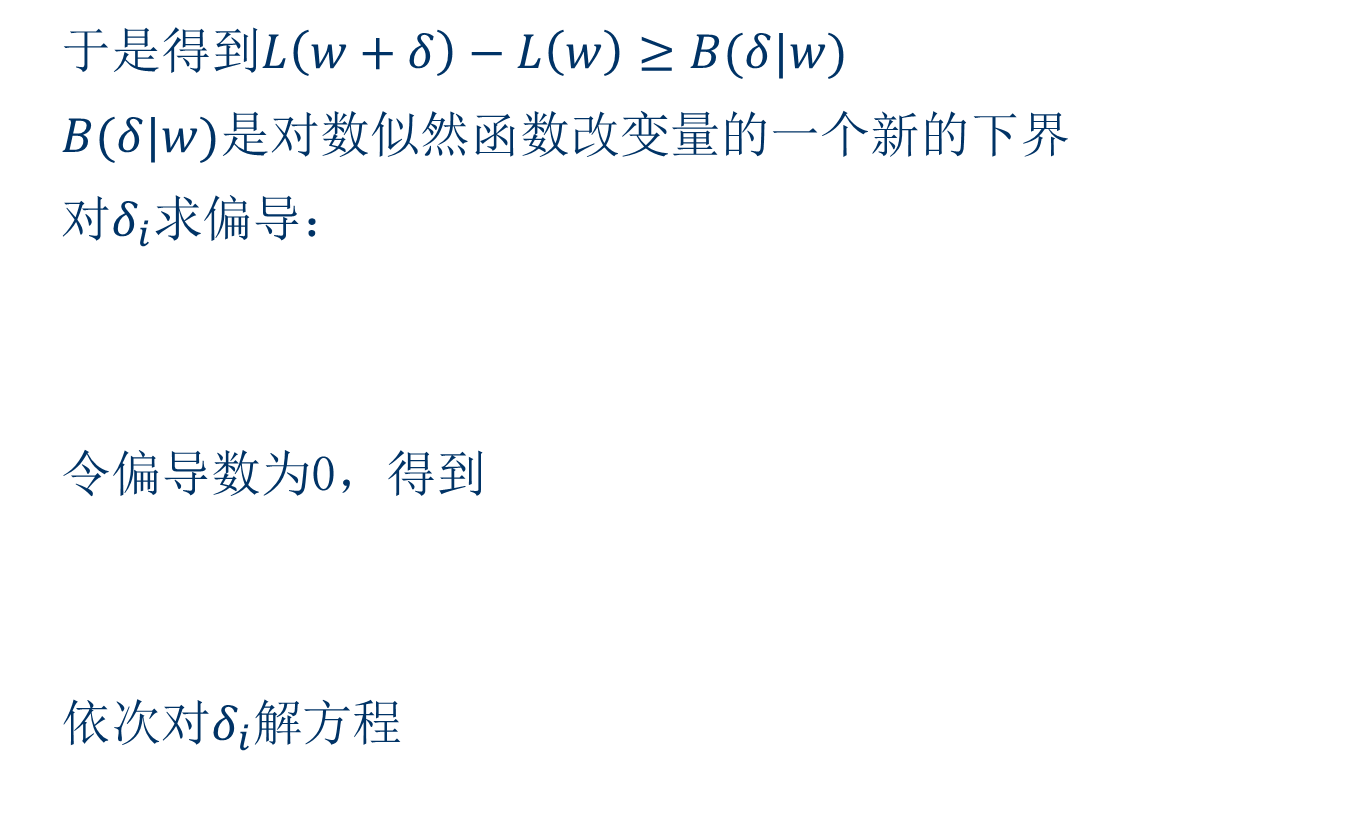 于是得到L(w + δ) − L(w) ≥ B(δ|w)
B(δ|w)是对数似然函数改变量的一个新的下界
对δᵢ求偏导：
令偏导数为0，得到
依次对δᵢ解方程